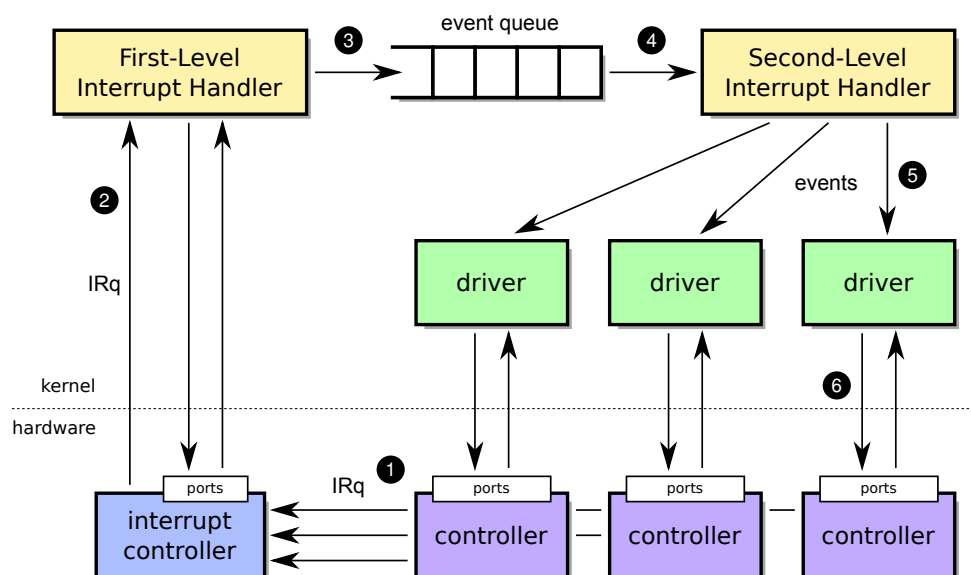 event queue
3
4
First-Level
Interrupt Handler
Second-Level
Interrupt Handler
2
5
events
IRq
driver
driver
driver
kernel
6
hardware
1
IRq
ports
ports
ports
ports
interrupt
controller
controller
controller
controller